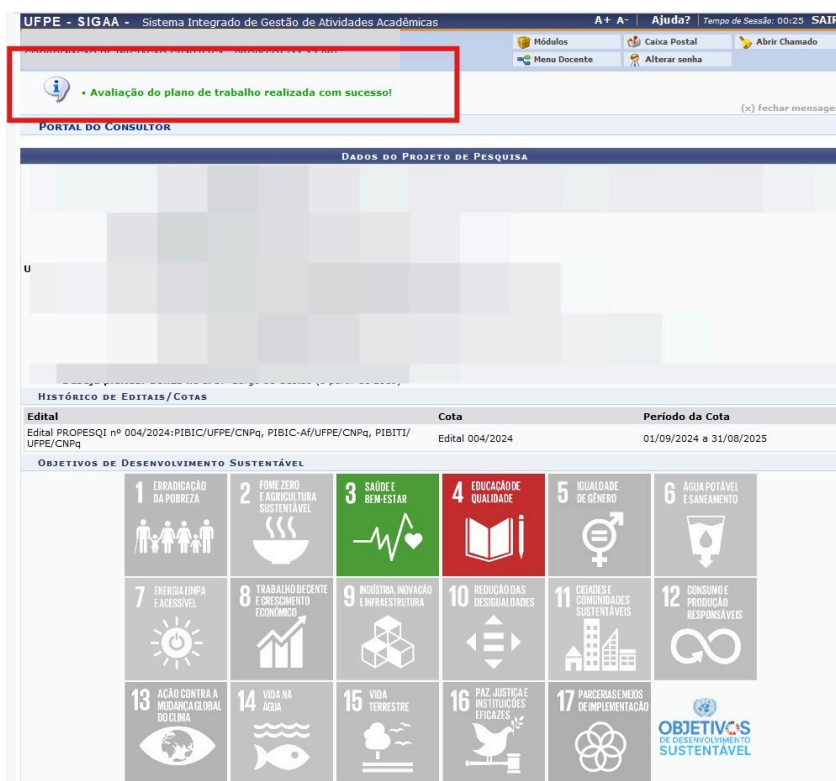 UFPE - SIGAA - Sistema Integrado de Gestão de Atividades Acadêmicas A+ A- Ajuda? Tempo de Sessão: 00:25 SAIR
Módulos Caixa Postal Abrir Chamado
Menu Docente Alterar senha
• Avaliação do plano de trabalho realizada com sucesso!
(x) fechar mensage
PORTAL DO CONSULTOR
DADOS DO PROJETO DE PESQUISA
U
HISTÓRICO DE EDITAIS/COTAS
Edital Cota Período da Cota
Edital PROPESQI nº 004/2024:PIBIC/UFPE/CNPq, PIBIC-Af/UFPE/CNPq, PIBITI/
UFPE/CNPq Edital 004/2024 01/09/2024 a 31/08/2025
OBJETIVOS DE DESENVOLVIMENTO SUSTENTÁVEL
1 ERRADICAÇÃO DA POBREZA
2 FOME ZERO E AGRICULTURA SUSTENTÁVEL
3 SAÚDE E BEM-ESTAR
4 EDUCAÇÃO DE QUALIDADE
5 IGUALDADE DE GÊNERO
6 ÁGUA POTÁVEL E SANEAMENTO
7 ENERGIA LIMPA E ACESSÍVEL
8 TRABALHO DECENTE E CRESCIMENTO ECONÔMICO
9 INDÚSTRIA, INOVAÇÃO E INFRAESTRUTURA
10 REDUÇÃO DAS DESIGUALDADES
11 CIDADES E COMUNIDADES SUSTENTÁVEIS
12 CONSUMO E PRODUÇÃO RESPONSÁVEIS
13 AÇÃO CONTRA A MUDANÇA GLOBAL DO CLIMA
14 VIDA NA ÁGUA
15 VIDA TERRESTRE
16 PAZ, JUSTIÇA E INSTITUIÇÕES EFICAZES
17 PARCERIAS E MEIOS DE IMPLEMENTAÇÃO
OBJETIVOS
DE DESENVOLVIMENTO
SUSTENTÁVEL